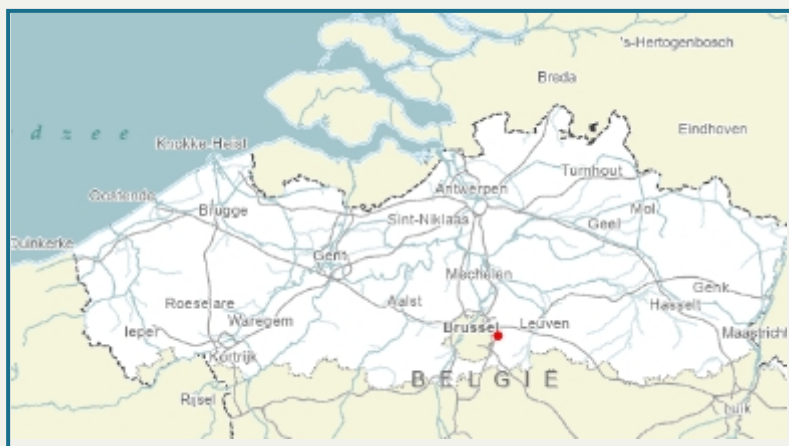 's-Hertogenbosch
Breda
Eindhoven
d z e e
Knokke-Heist
Turnhout
Oostende
Antwerpen
Brugge
Mol
Sint-Niklaas
Geel
Duinkerke
Gent
Mechelen
Genk
Roeselare
Aalst
Hasselt
Ieper
Waregem
Brussel
Leuven
Maastricht
Kortrijk
BELGIË
Rijsel
Luik